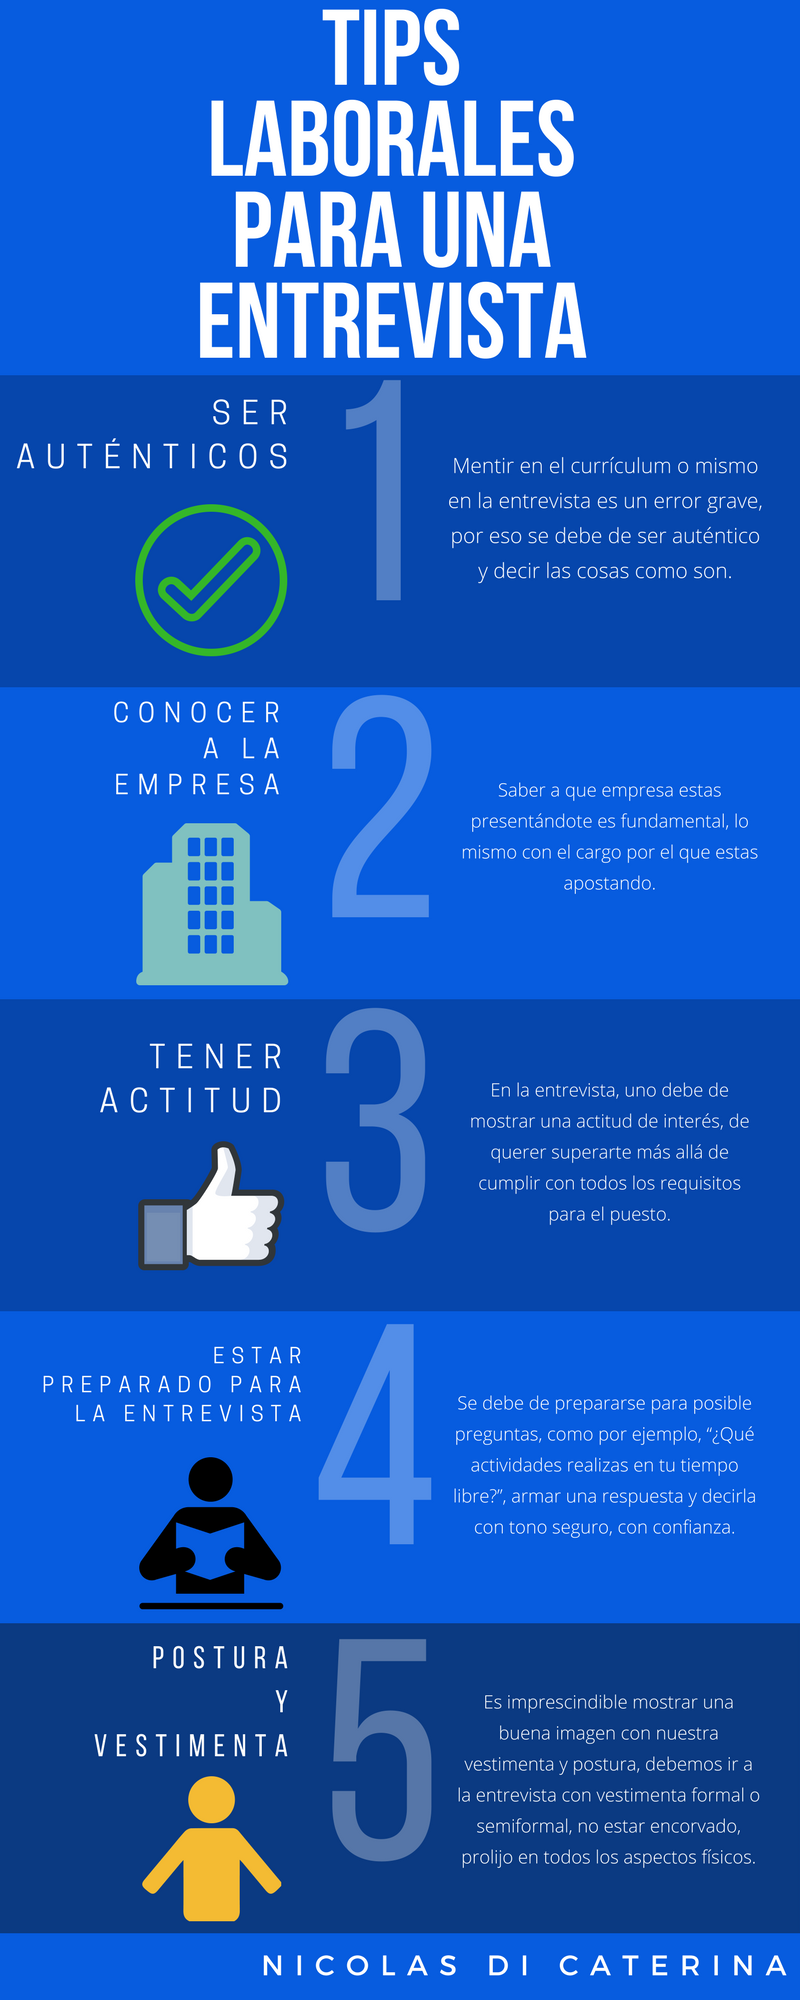 TIPS
LABORALES
PARA UNA
ENTREVISTA
SER
AUTÉNTICOS
1
Mentir en el currículum o mismo
en la entrevista es un error grave,
por eso se debe de ser auténtico
y decir las cosas como son.
CONOCER
A LA
EMPRESA
2
Saber a que empresa estas
presentándote es fundamental, lo
mismo con el cargo por el que estas
apostando.
TENER
ACTITUD
3
En la entrevista, uno debe de
mostrar una actitud de interés, de
querer superarte más allá de
cumplir con todos los requisitos
para el puesto.
ESTAR
PREPARADO PARA
LA ENTREVISTA
4
Se debe de prepararse para posible
preguntas, como por ejemplo, “¿Qué
actividades realizas en tu tiempo
libre?”, armar una respuesta y decirla
con tono seguro, con confianza.
POSTURA
Y
VESTIMENTA
5
Es imprescindible mostrar una
buena imagen con nuestra
vestimenta y postura, debemos ir a
la entrevista con vestimenta formal o
semiformal, no estar encorvado,
prolijo en todos los aspectos físicos.
NICOLAS DI CATERINA